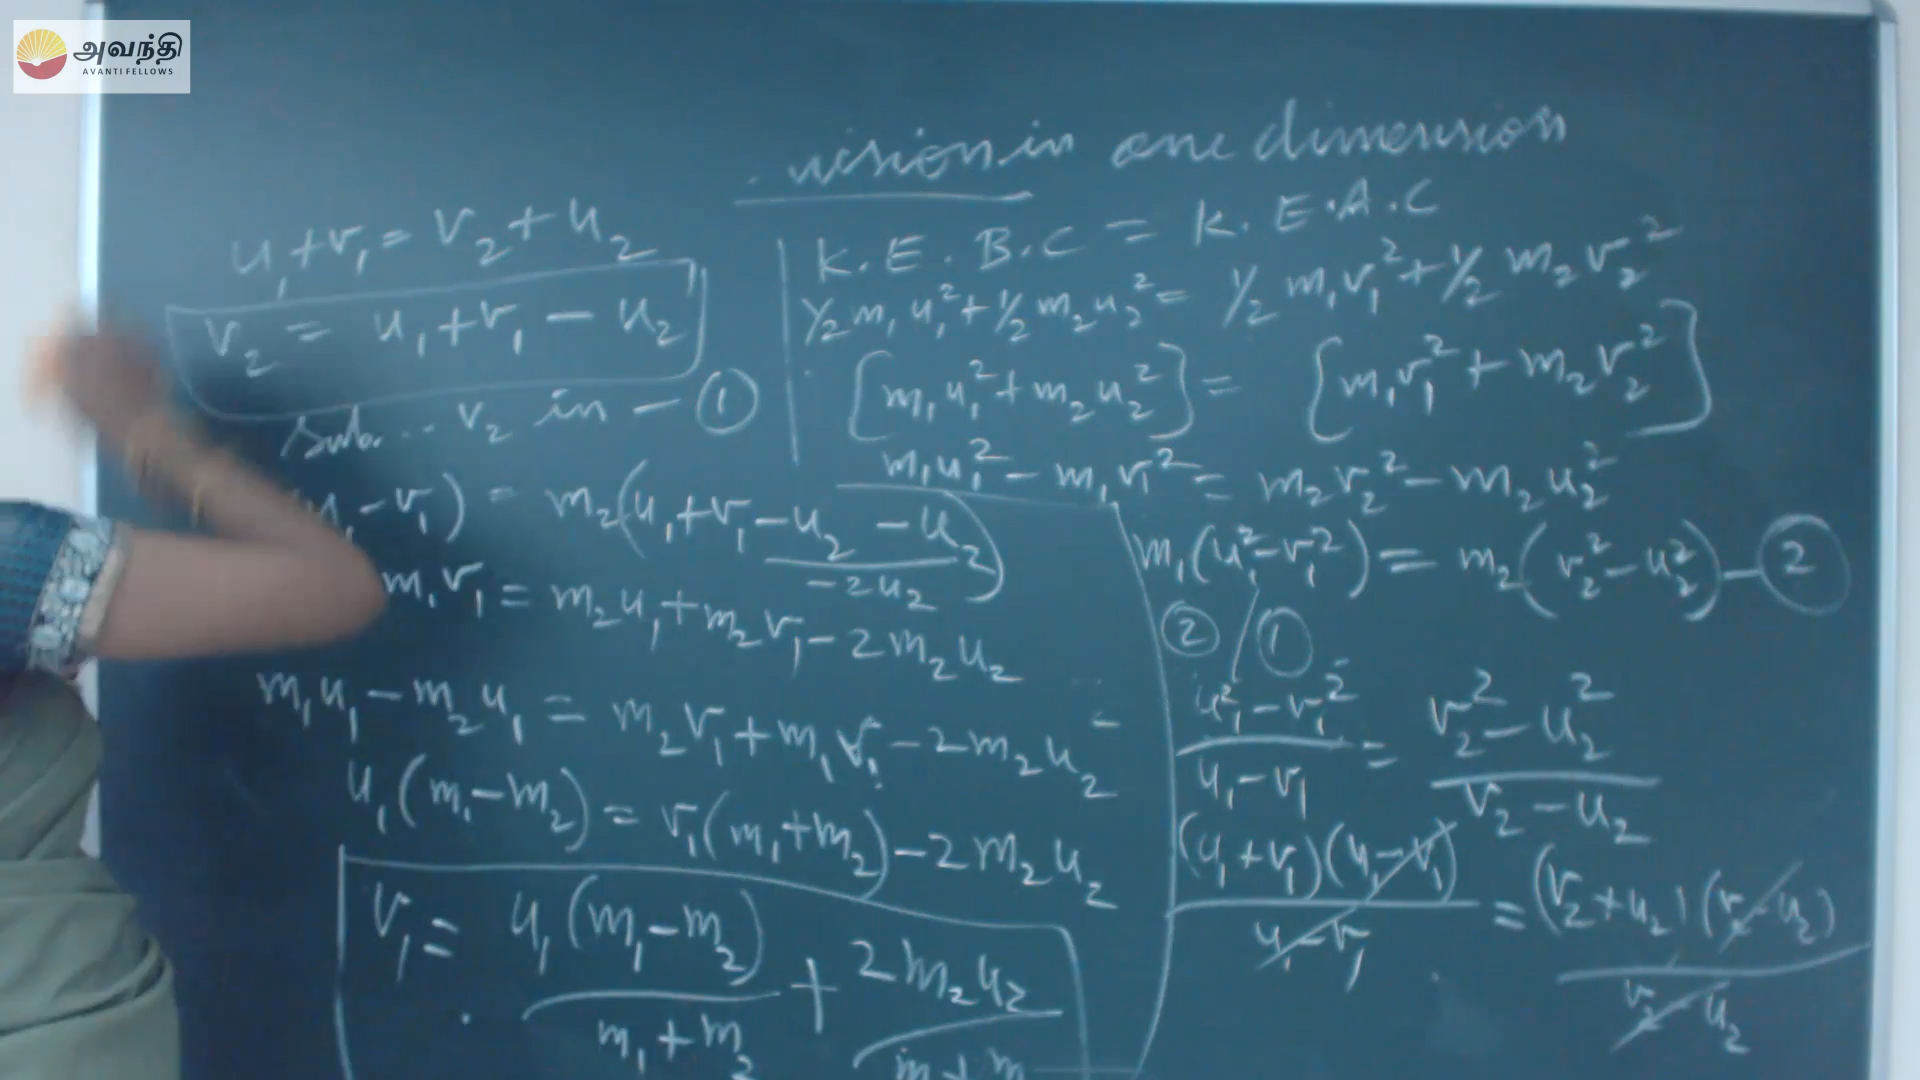 அவந்தி
AVANTI FELLOWS
in one dimension
u₁+v₁ = v₂+u₂
v₂ = u₁+v₁ - u₂
Sub... v₂ in - ①
-v₁) = m₂(u₁+v₁-u₂ -u₂)
-2u₂
m₁v₁ = m₂u₁+m₂v₁-2m₂u₂
m₁u₁-m₂u₁ = m₂v₁+m₁v₁-2m₂u₂
u₁(m₁-m₂) = v₁(m₁+m₂)-2m₂u₂
v₁ = u₁(m₁-m₂) + 2m₂u₂
m₁+m₂ m+m
K.E.B.C = K.E.A.C
½m₁u₁²+½m₂u₂² = ½m₁v₁²+½m₂v₂²
[m₁u₁²+m₂u₂²] = [m₁v₁²+m₂v₂²]
m₁u₁²-m₁v₁² = m₂v₂²-m₂u₂²
m₁(u₁²-v₁²) = m₂(v₂²-u₂²)-②
②/①
u₁²-v₁² = v₂²-u₂²
u₁-v₁ v₂-u₂
(u₁+v₁)(u₁-v₁) = (v₂+u₂)(v₂-u₂)
u₁-v₁ v₂-u₂